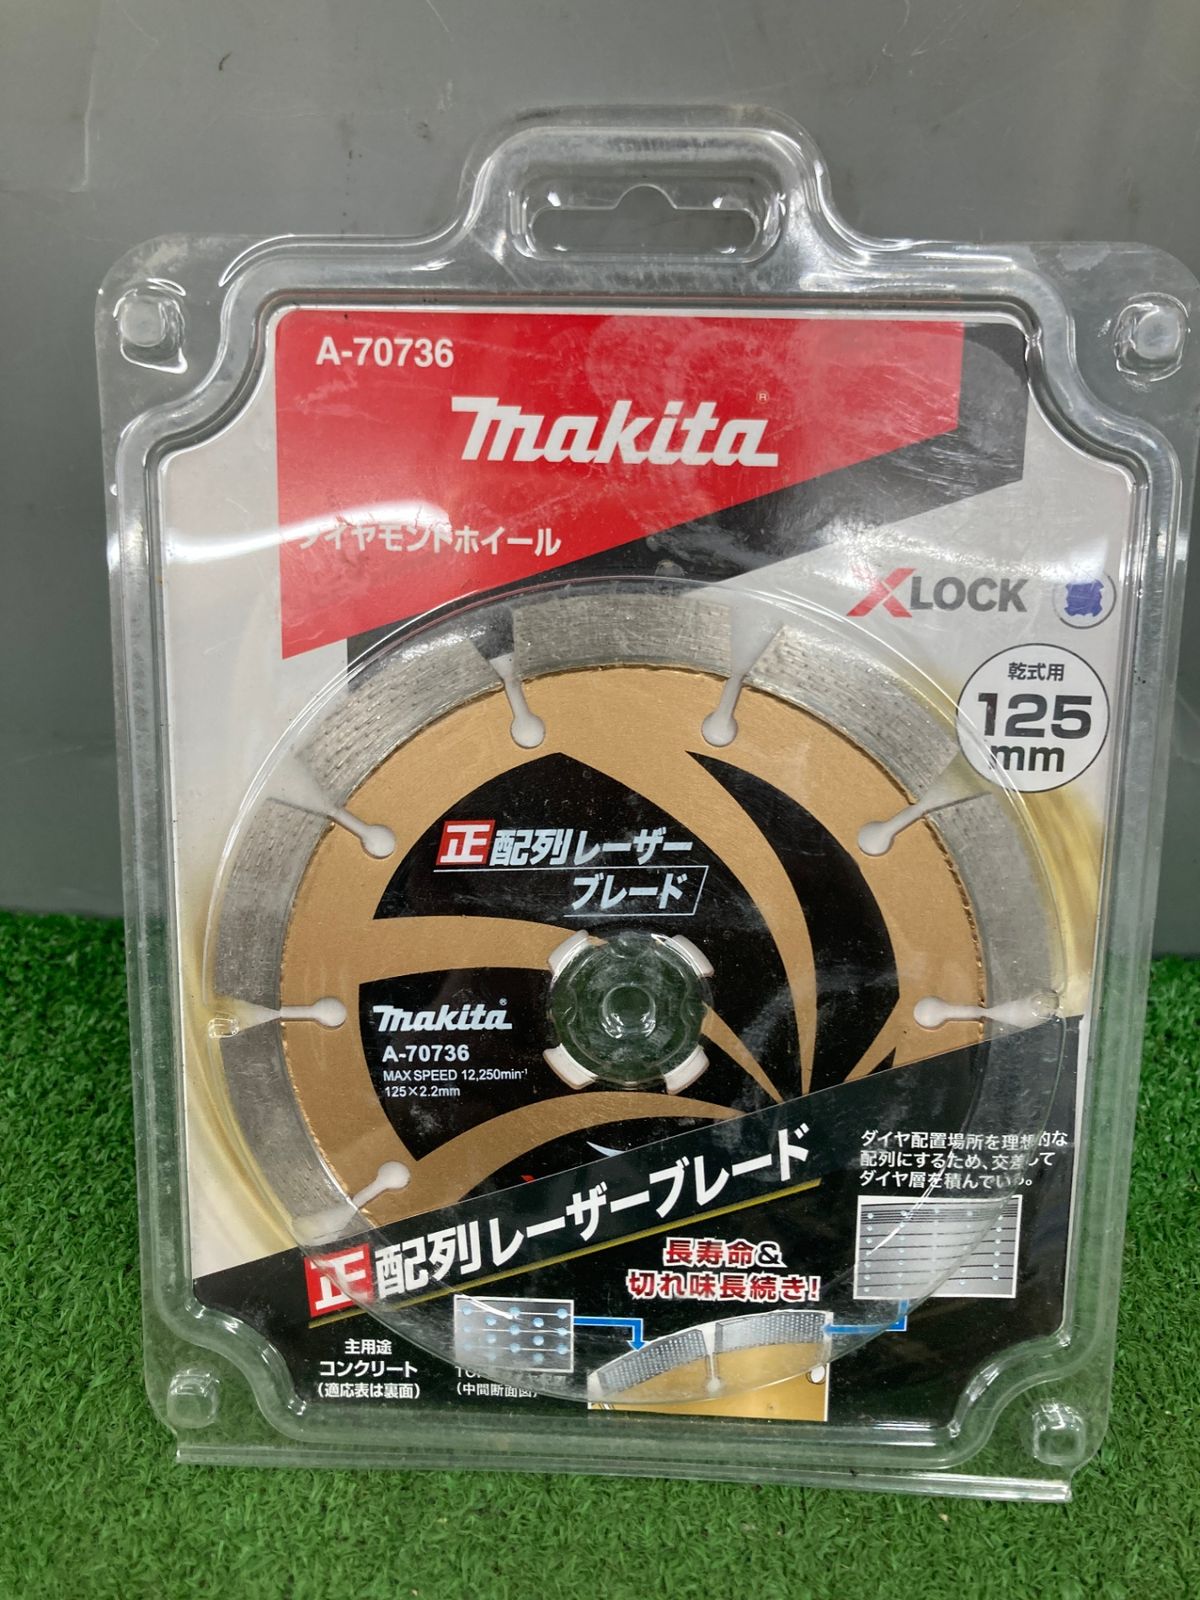 A-70736
makita®
ダイヤモンドホイール
X LOCK
乾式用
125
mm
正配列レーザー
ブレード
makita®
A-70736
MAX SPEED 12,250min⁻¹
125×2.2mm
正配列レーザーブレード
ダイヤ配置場所を理想的な
配列にするため、交差して
ダイヤ層を積んでいる。
長寿命&
切れ味長続き!
主用途
コンクリート
(適応表は裏面)
(中間断面図)